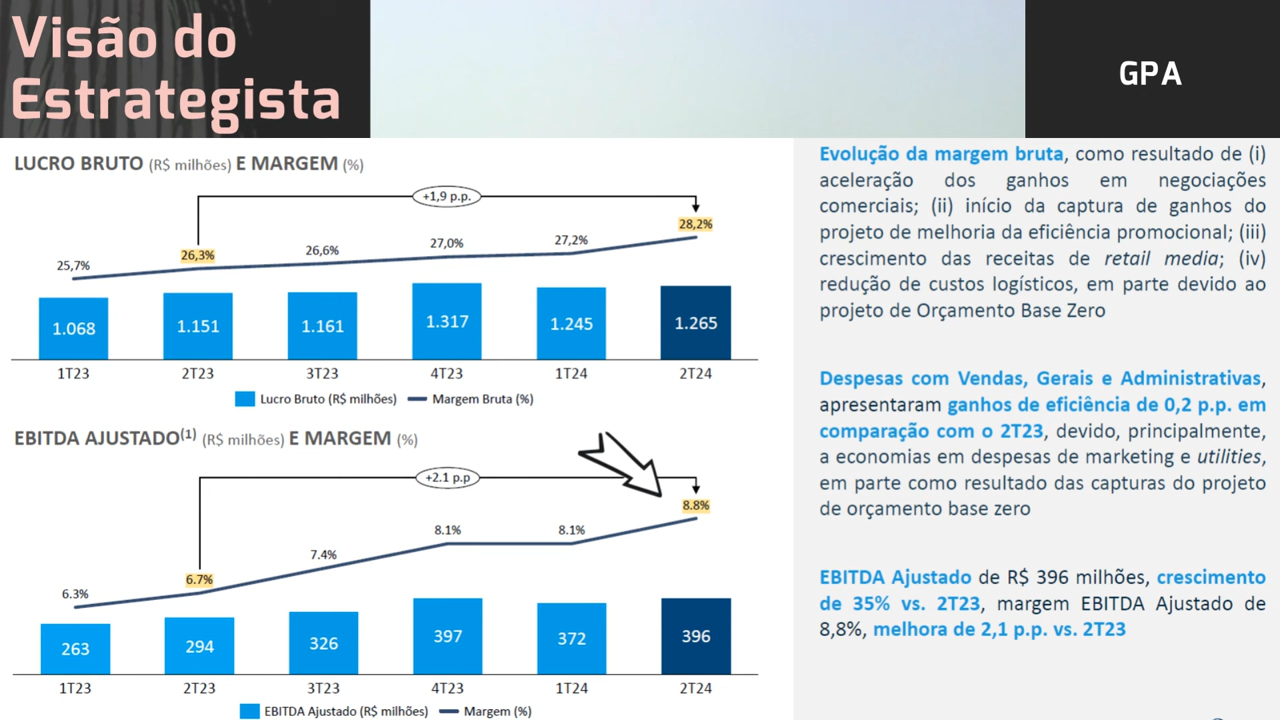 Visão do
Estrategista
GPA
LUCRO BRUTO (R$ milhões) E MARGEM (%)
+1,9 p.p.
25,7%
26,3%
26,6%
27,0%
27,2%
28,2%
1.068
1.151
1.161
1.317
1.245
1.265
1T23
2T23
3T23
4T23
1T24
2T24
Lucro Bruto (R$ milhões)
Margem Bruta (%)
EBITDA AJUSTADO(1) (R$ milhões) E MARGEM (%)
+2.1 p.p
6.3%
6.7%
7.4%
8.1%
8.1%
8.8%
263
294
326
397
372
396
1T23
2T23
3T23
4T23
1T24
2T24
EBITDA Ajustado (R$ milhões)
Margem (%)
Evolução da margem bruta, como resultado de (i)
aceleração dos ganhos em negociações
comerciais; (ii) início da captura de ganhos do
projeto de melhoria da eficiência promocional; (iii)
crescimento das receitas de retail media; (iv)
redução de custos logísticos, em parte devido ao
projeto de Orçamento Base Zero
Despesas com Vendas, Gerais e Administrativas,
apresentaram ganhos de eficiência de 0,2 p.p. em
comparação com o 2T23, devido, principalmente,
a economias em despesas de marketing e utilities,
em parte como resultado das capturas do projeto
de orçamento base zero
EBITDA Ajustado de R$ 396 milhões, crescimento
de 35% vs. 2T23, margem EBITDA Ajustado de
8,8%, melhora de 2,1 p.p. vs. 2T23